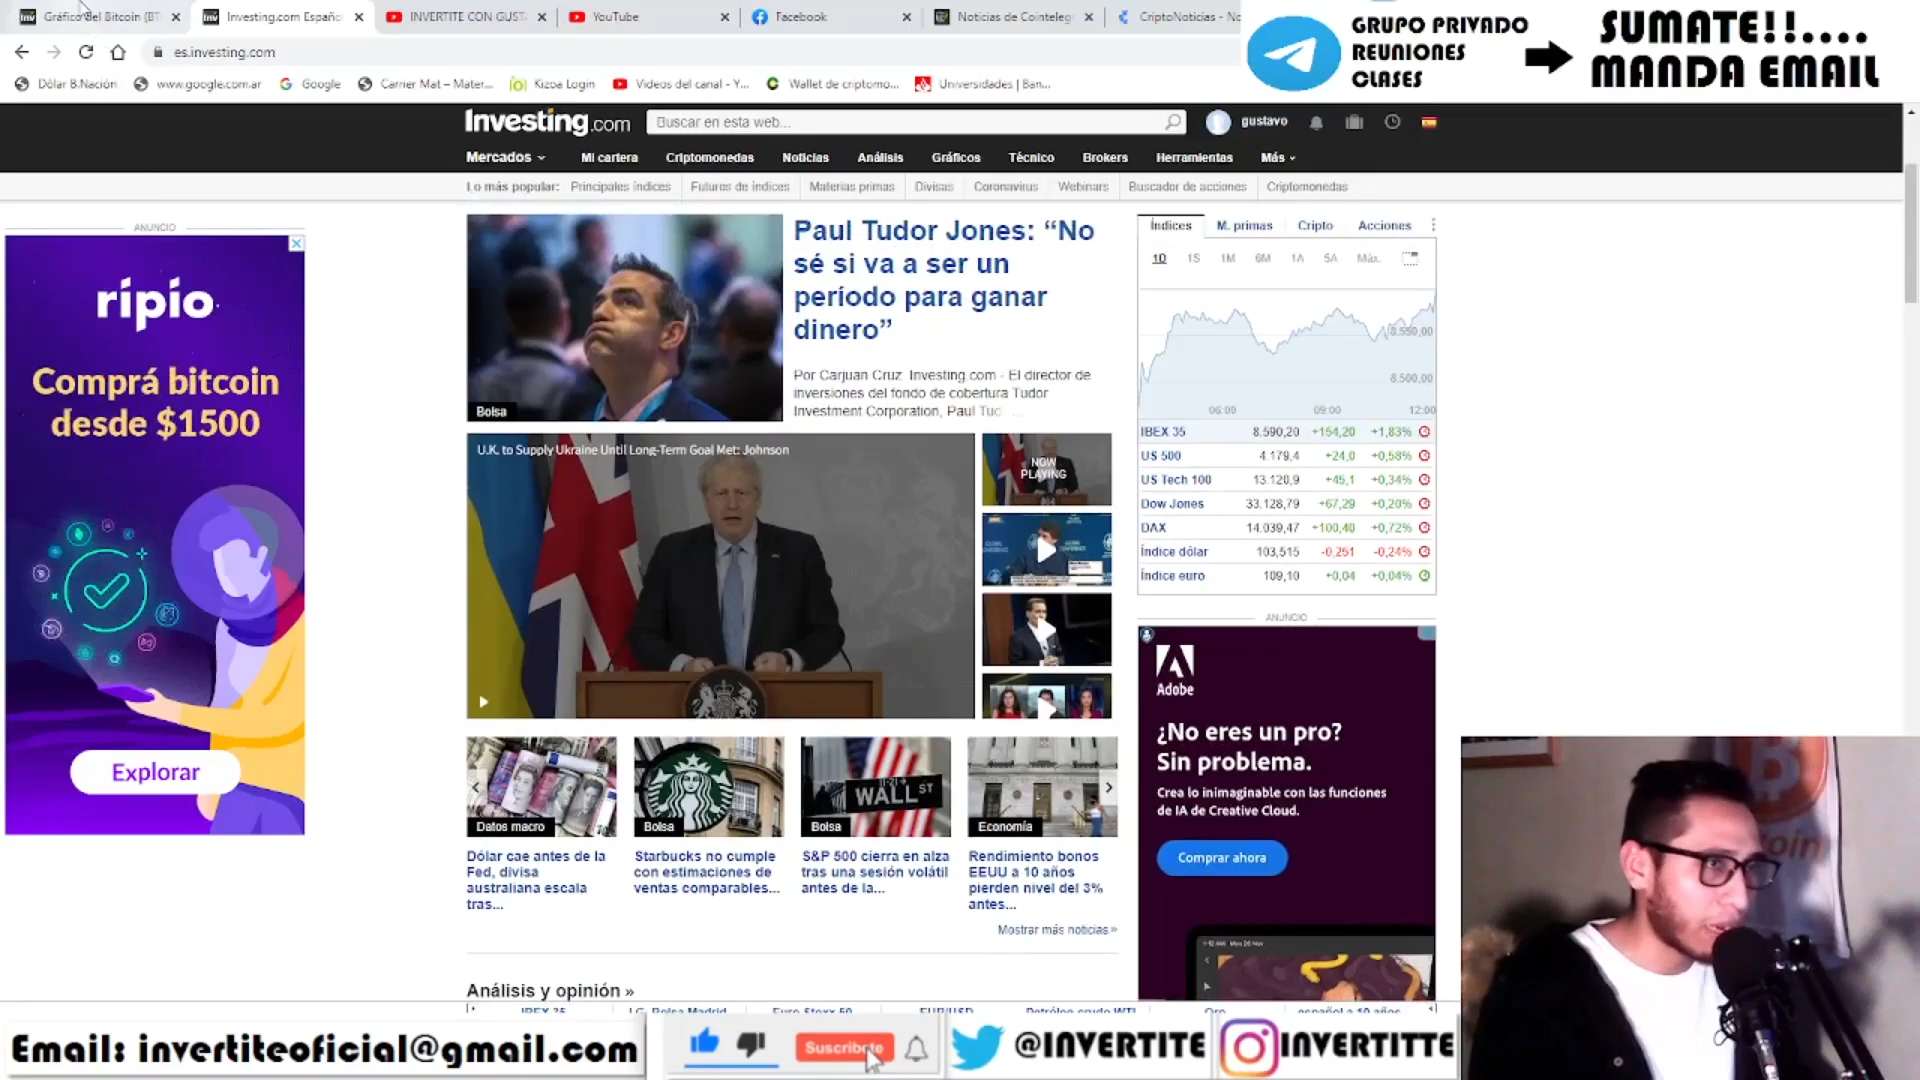 Gráfico del Bitcoin (BT
Investing.com Españo
INVERTITE CON GUST
YouTube
Facebook
Noticias de Cointeleg
CriptoNoticias - No
es.investing.com
Dólar B.Nación
www.google.com.ar
Google
Carner Mat – Mater...
Kizoa Login
Videos del canal - Y...
Wallet de criptomo...
Universidades | Ban...
GRUPO PRIVADO
REUNIONES
CLASES
SUMATE!!....
MANDA EMAIL
Investing.com
Buscar en esta web...
gustavo
Mercados
Mi cartera
Criptomonedas
Noticias
Análisis
Gráficos
Técnico
Brokers
Herramientas
Más
Lo más popular:
Principales índices
Futuros de índices
Materias primas
Divisas
Coronavirus
Webinars
Buscador de acciones
Criptomonedas
ANUNCIO
ripio
Comprá bitcoin
desde $1500
Explorar
Bolsa
Paul Tudor Jones: “No
sé si va a ser un
período para ganar
dinero”
Por Carjuan Cruz Investing.com - El director de
inversiones del fondo de cobertura Tudor
Investment Corporation, Paul Tud ...
U.K. to Supply Ukraine Until Long-Term Goal Met: Johnson
NOW
PLAYING
Datos macro
Dólar cae antes de la
Fed, divisa
australiana escala
tras...
Bolsa
Starbucks no cumple
con estimaciones de
ventas comparables...
WALL ST
Bolsa
S&P 500 cierra en alza
tras una sesión volátil
antes de la...
Economía
Rendimiento bonos
EEUU a 10 años
pierden nivel del 3%
antes...
Mostrar más noticias »
Análisis y opinión »
Índices
M. primas
Cripto
Acciones
1D
1S
1M
6M
1A
5A
Máx.
8.550,00
8.500,00
06:00
09:00
12:00
IBEX 35 8.590,20 +154,20 +1,83%
US 500 4.179,4 +24,0 +0,58%
US Tech 100 13.120,9 +45,1 +0,34%
Dow Jones 33.128,79 +67,29 +0,20%
DAX 14.039,47 +100,40 +0,72%
Índice dólar 103,515 -0,251 -0,24%
Índice euro 109,10 +0,04 +0,04%
ANUNCIO
Adobe
¿No eres un pro?
Sin problema.
Crea lo inimaginable con las funciones
de IA de Creative Cloud.
Comprar ahora
Email: invertiteoficial@gmail.com
Suscribete
@INVERTITE
INVERTITTE